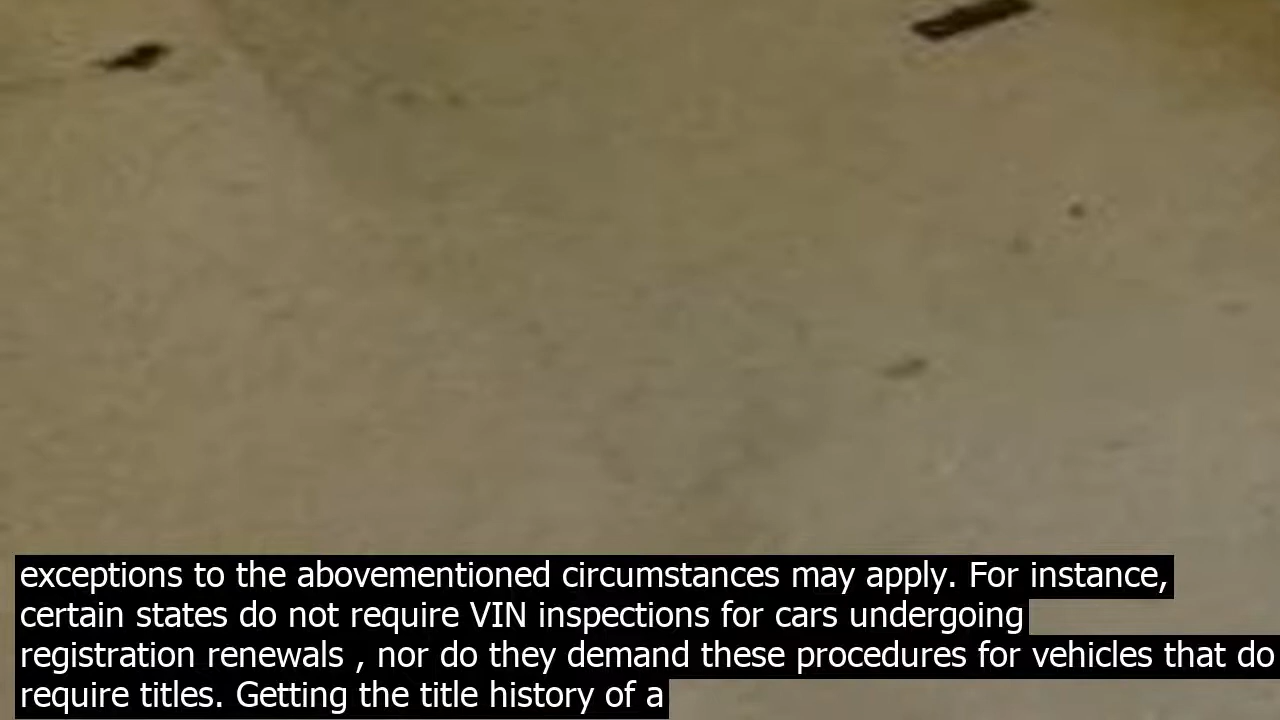 exceptions to the abovementioned circumstances may apply. For instance,
certain states do not require VIN inspections for cars undergoing
registration renewals , nor do they demand these procedures for vehicles that do
require titles. Getting the title history of a